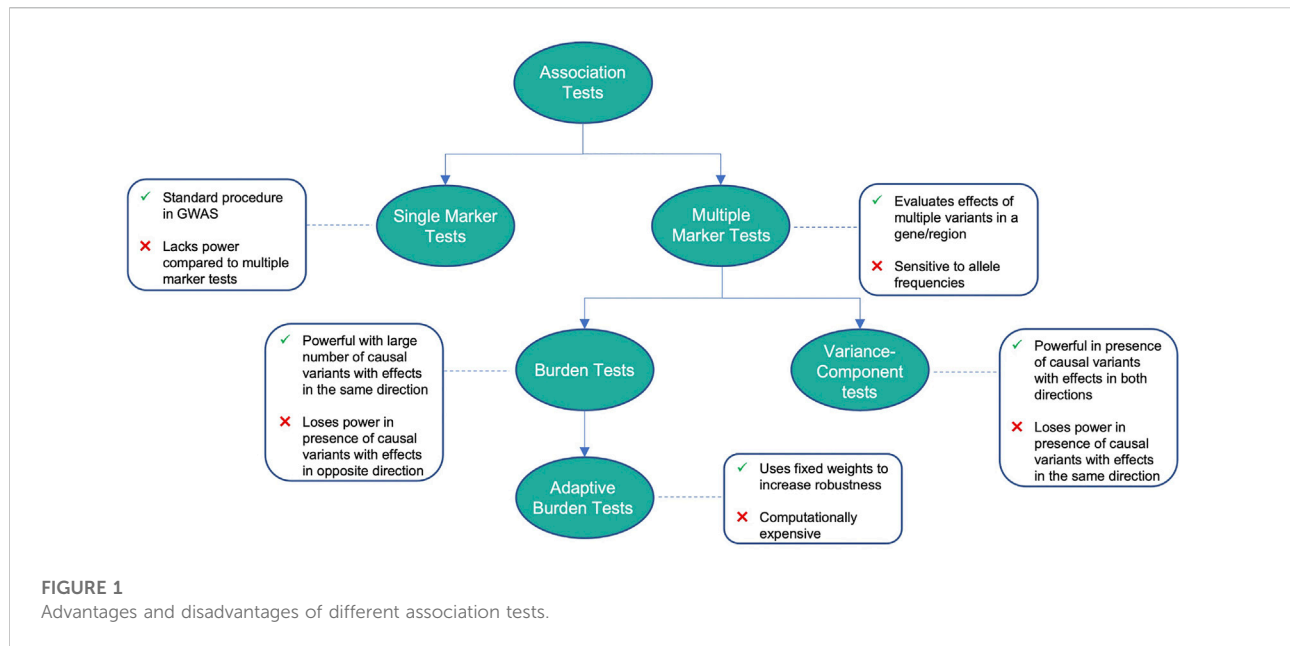 Association
Tests
✓ Standard procedure
in GWAS
✕ Lacks power
compared to multiple
marker tests
Single Marker
Tests
Multiple
Marker Tests
✓ Evaluates effects of
multiple variants in a
gene/region
✕ Sensitive to allele
frequencies
✓ Powerful with large
number of causal
variants with effects
in the same direction
✕ Loses power in
presence of causal
variants with effects
in opposite direction
Burden Tests
Variance-
Component
tests
✓ Powerful in presence
of causal variants
with effects in both
directions
✕ Loses power in
presence of causal
variants with effects
in the same direction
Adaptive
Burden Tests
✓ Uses fixed weights to
increase robustness
✕ Computationally
expensive
FIGURE 1
Advantages and disadvantages of different association tests.